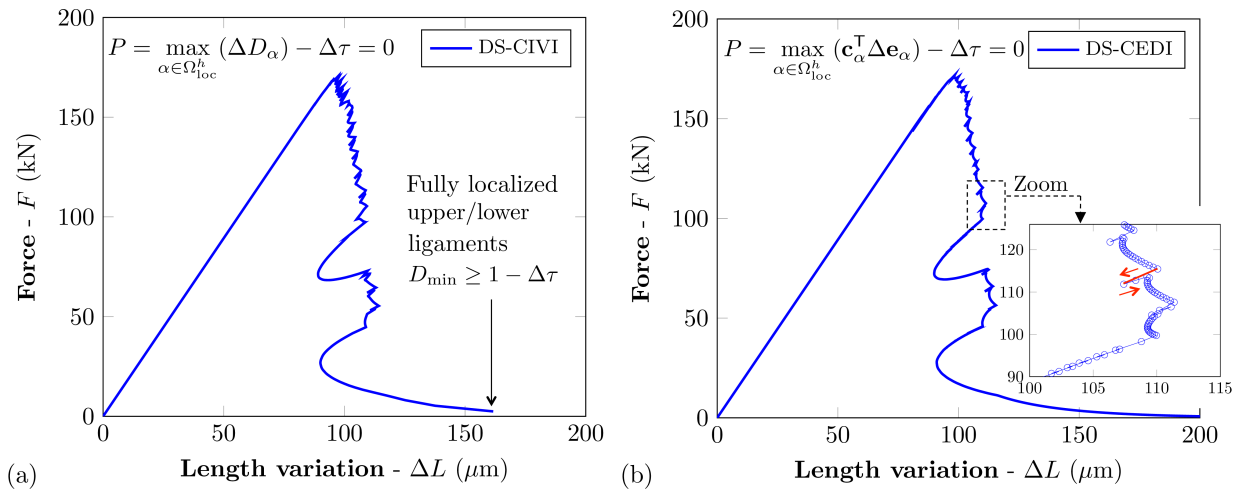 P = max α∈Ω^h_loc (ΔD_α) − Δτ = 0
DS-CIVI
200
150
100
50
0
Force - F (kN)
Fully localized
upper/lower
ligaments
D_min ≥ 1 − Δτ
0 50 100 150 200
Length variation - ΔL (μm)
(a)
P = max α∈Ω^h_loc (c_α^T Δe_α) − Δτ = 0
DS-CEDI
200
150
100
50
0
Force - F (kN)
Zoom
120
110
100
90
100 105 110 115
0 50 100 150 200
Length variation - ΔL (μm)
(b)